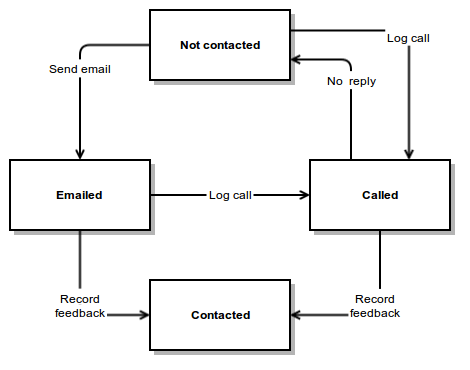 Not contacted
Log call
Send email
No reply
Emailed
Log call
Called
Record
feedback
Record
feedback
Contacted